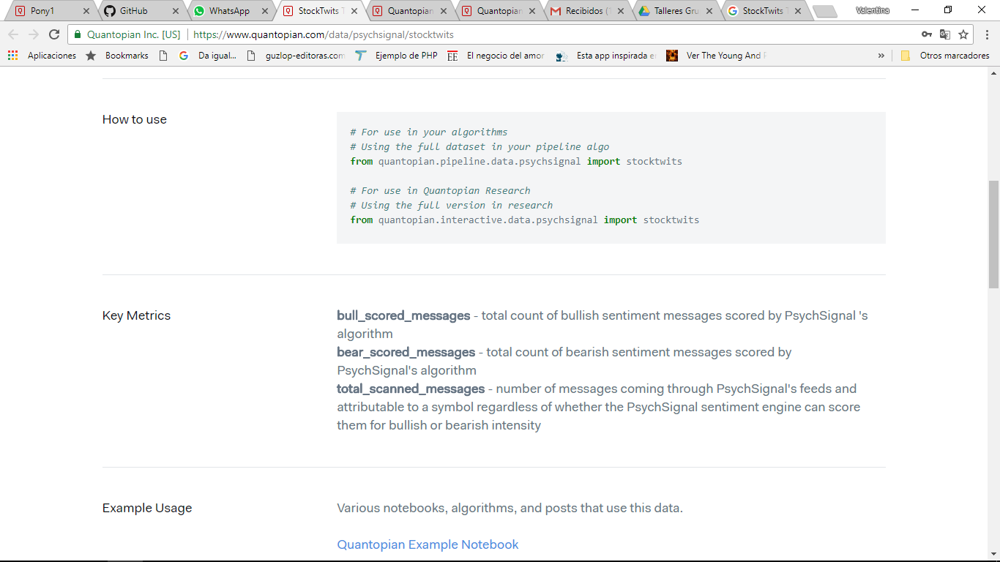 Pony1
GitHub
WhatsApp
StockTwits T
Quantopian
Quantopian
Recibidos (1
Talleres Gru
StockTwits T
Valentina
Quantopian Inc. [US]
https://www.quantopian.com/data/psychsignal/stocktwits
Aplicaciones
Bookmarks
Da igual...
guzlop-editoras.com
Ejemplo de PHP
El negocio del amor
Esta app inspirada e
Ver The Young And R
»
Otros marcadores
How to use
# For use in your algorithms
# Using the full dataset in your pipeline algo
from quantopian.pipeline.data.psychsignal import stocktwits
# For use in Quantopian Research
# Using the full version in research
from quantopian.interactive.data.psychsignal import stocktwits
Key Metrics
bull_scored_messages - total count of bullish sentiment messages scored by PsychSignal 's
algorithm
bear_scored_messages - total count of bearish sentiment messages scored by
PsychSignal's algorithm
total_scanned_messages - number of messages coming through PsychSignal's feeds and
attributable to a symbol regardless of whether the PsychSignal sentiment engine can score
them for bullish or bearish intensity
Example Usage
Various notebooks, algorithms, and posts that use this data.
Quantopian Example Notebook